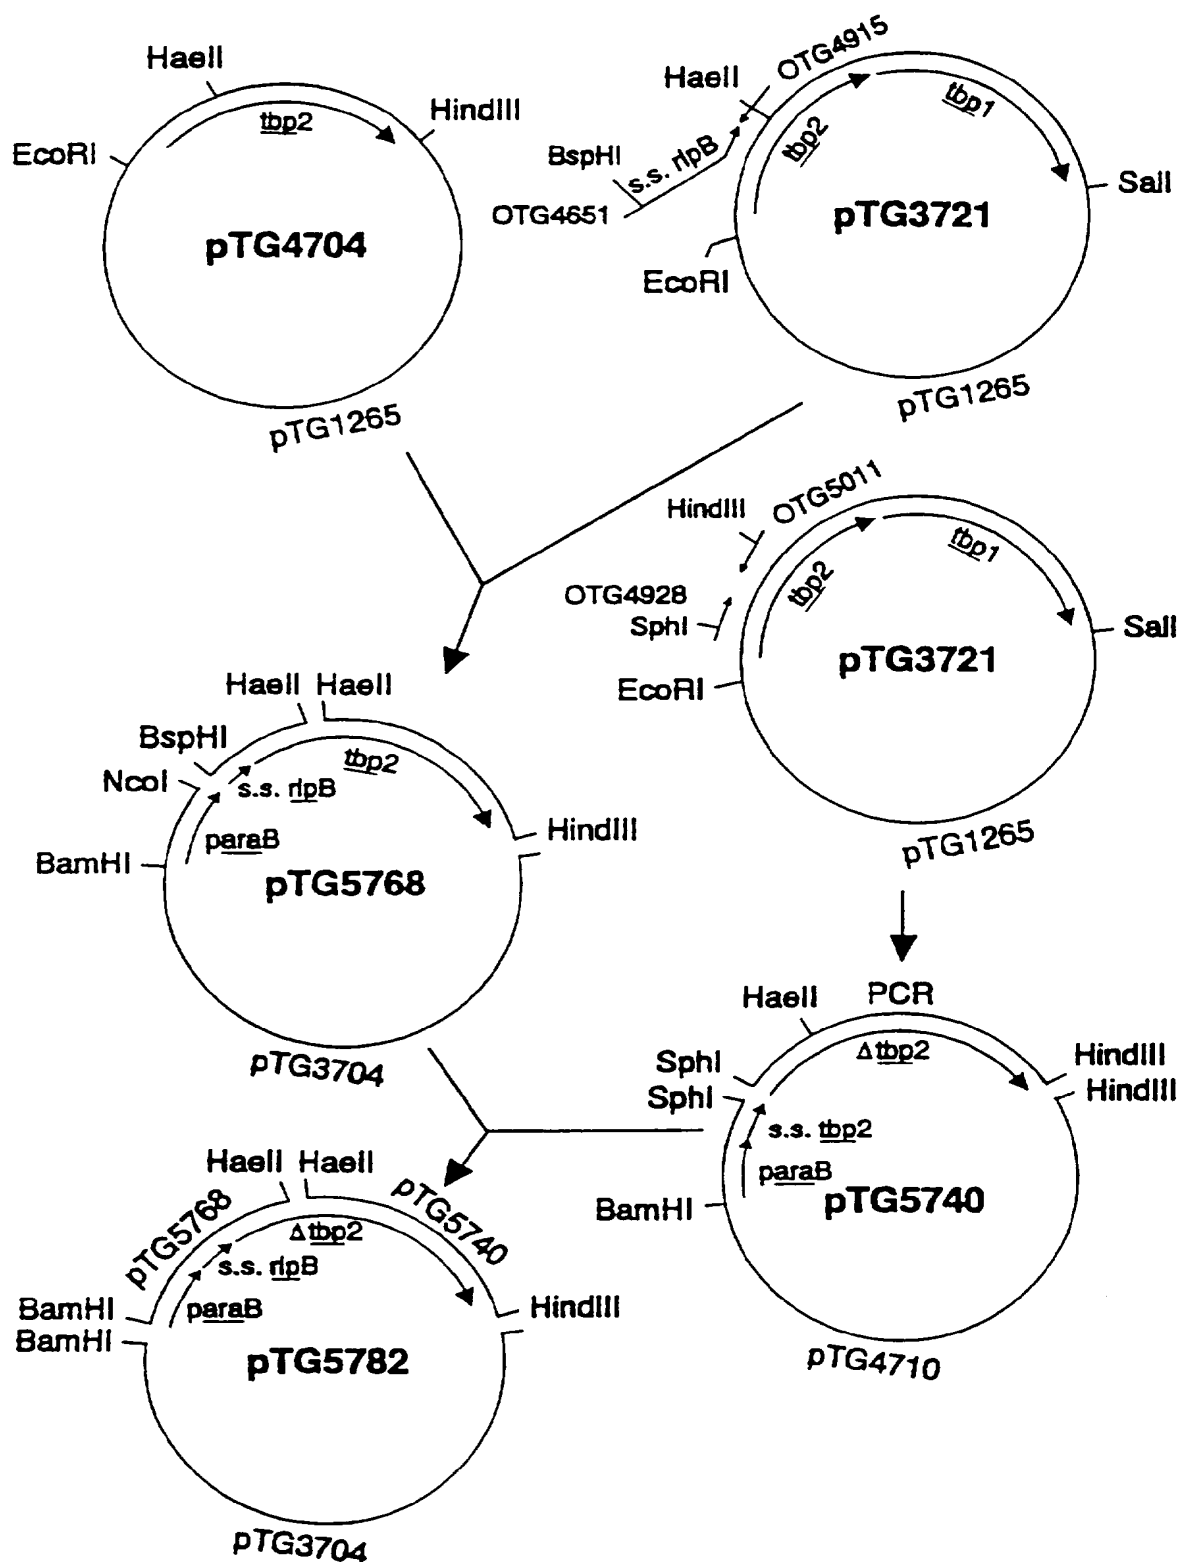 HaeII
tbp2
HindIII
EcoRI
pTG4704
pTG1265
OTG4915
HaeII
tbp1
tbp2
BspHI
s.s. rlpB
OTG4651
SalI
pTG3721
EcoRI
pTG1265
HindIII
OTG5011
tbp1
tbp2
OTG4928
SphI
SalI
pTG3721
EcoRI
pTG1265
HaeII HaeII
BspHI
tbp2
NcoI
s.s. rlpB
HindIII
paraB
BamHI
pTG5768
pTG3704
PCR
HaeII
Δtbp2
SphI
HindIII
SphI
HindIII
s.s. tbp2
paraB
BamHI
pTG5740
pTG4710
HaeII HaeII
pTG5768
pTG5740
Δtbp2
s.s. rlpB
BamHI
paraB
HindIII
BamHI
pTG5782
pTG3704